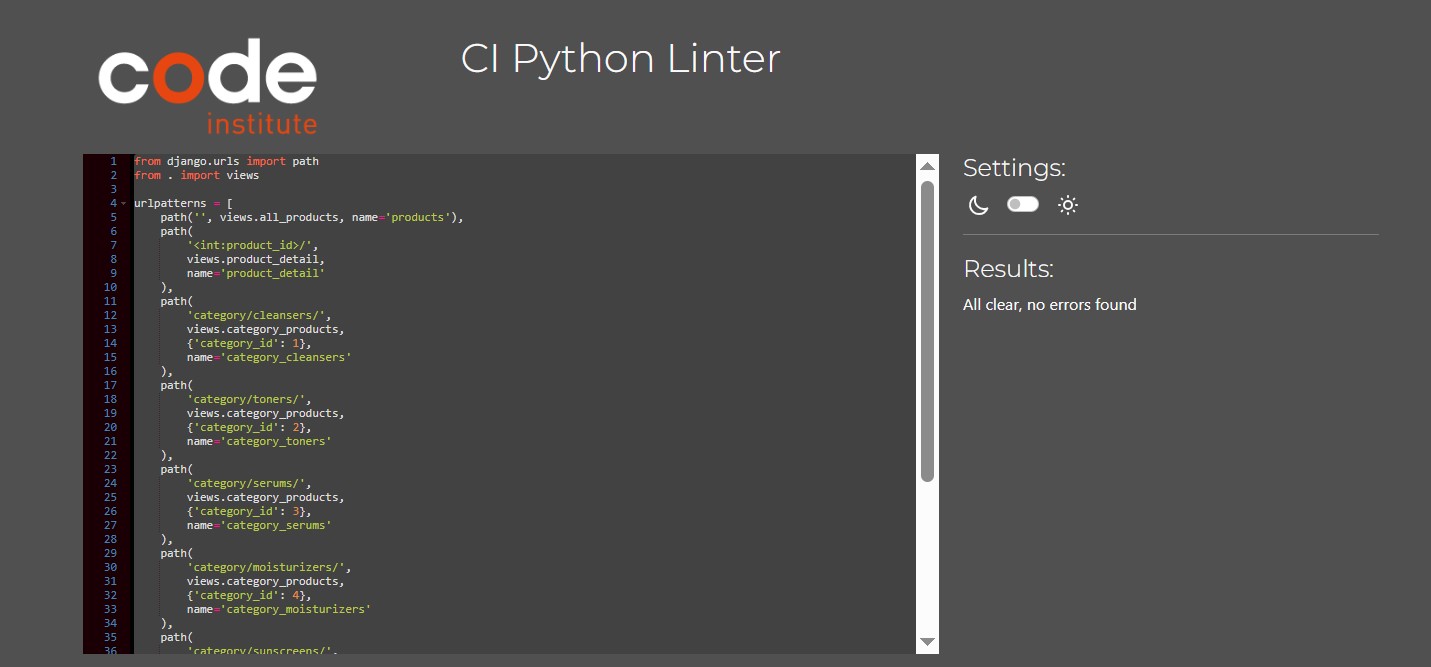 code
institute
CI Python Linter
1 from django.urls import path
2 from . import views
3
4 urlpatterns = [
5     path('', views.all_products, name='products'),
6     path(
7         '<int:product_id>/',
8         views.product_detail,
9         name='product_detail'
10     ),
11     path(
12         'category/cleansers/',
13         views.category_products,
14         {'category_id': 1},
15         name='category_cleansers'
16     ),
17     path(
18         'category/toners/',
19         views.category_products,
20         {'category_id': 2},
21         name='category_toners'
22     ),
23     path(
24         'category/serums/',
25         views.category_products,
26         {'category_id': 3},
27         name='category_serums'
28     ),
29     path(
30         'category/moisturizers/',
31         views.category_products,
32         {'category_id': 4},
33         name='category_moisturizers'
34     ),
35     path(
36         'category/sunscreens/',
Settings:
Results:
All clear, no errors found